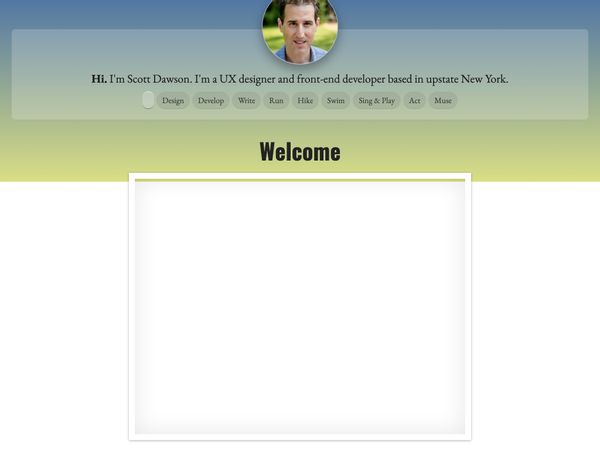 Hi. I'm Scott Dawson. I'm a UX designer and front-end developer based in upstate New York.
Design Develop Write Run Hike Swim Sing & Play Act Muse
Welcome